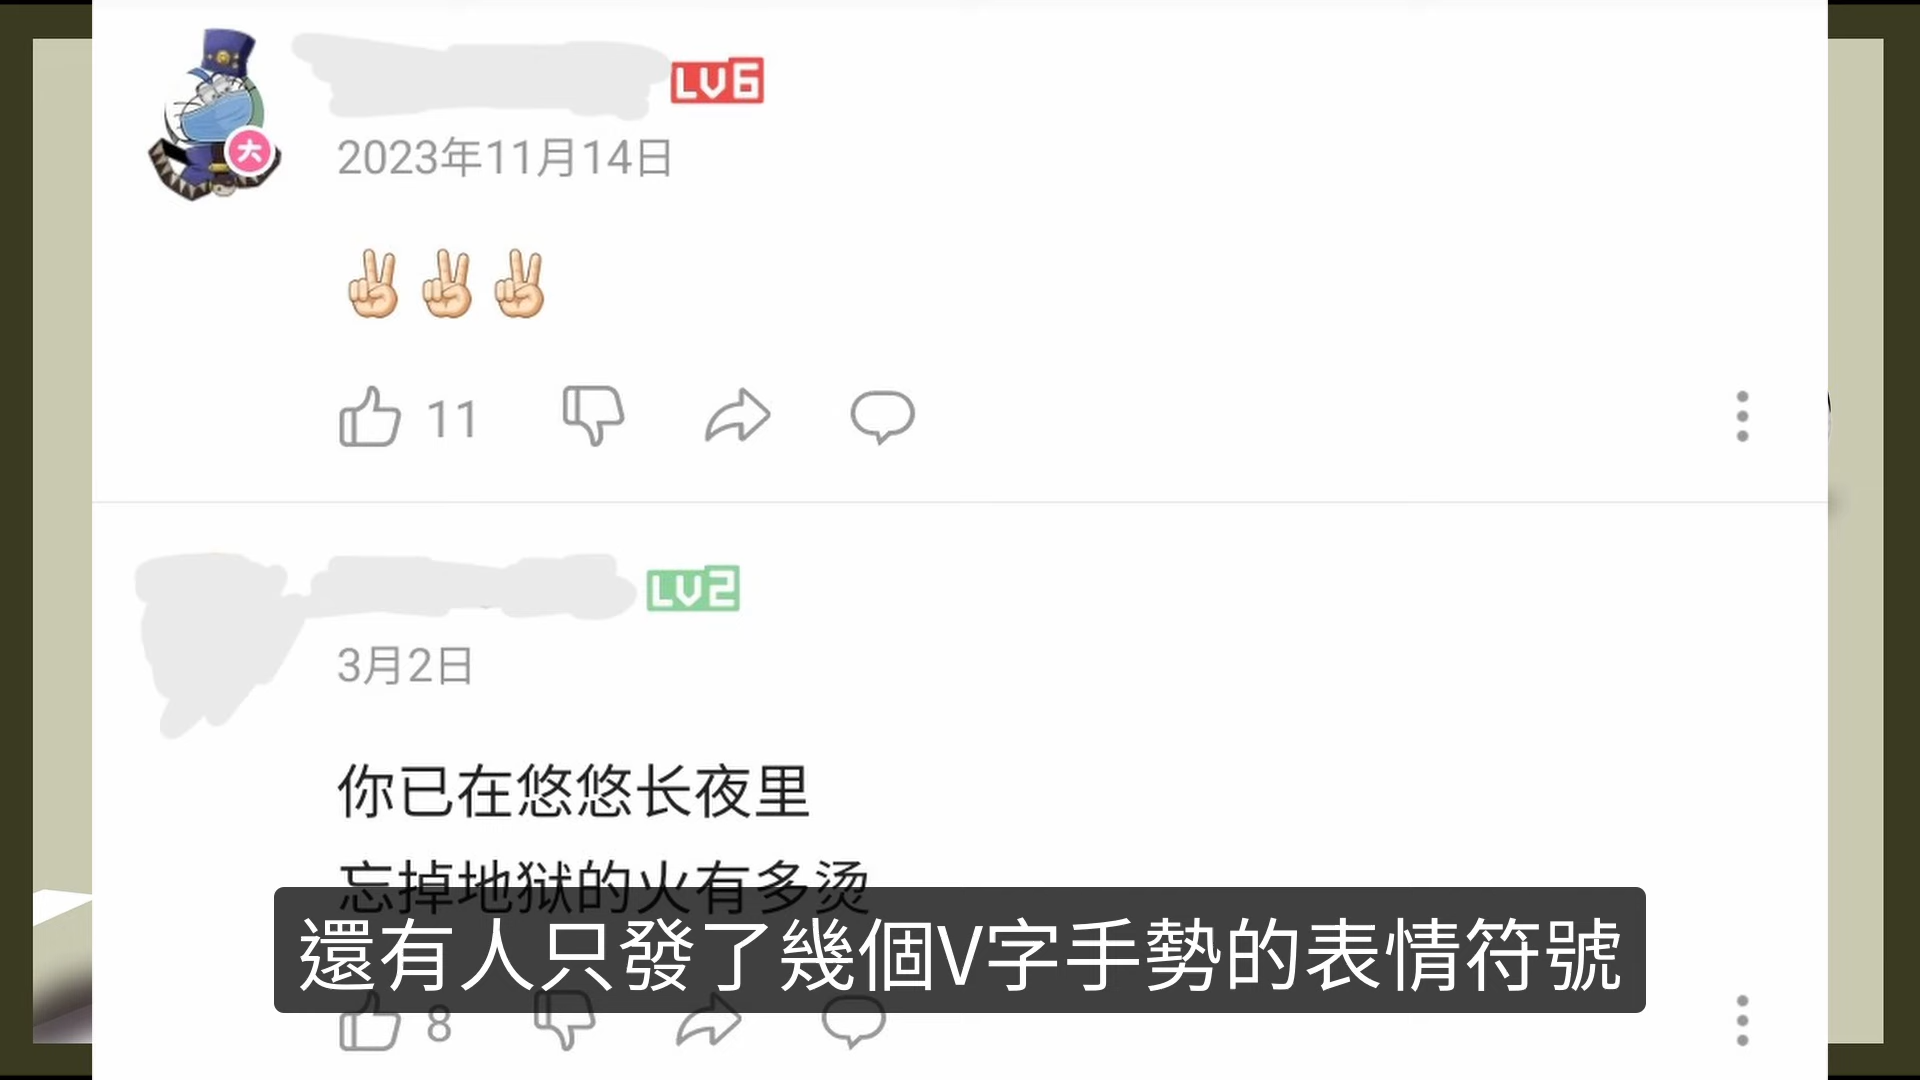 LV6
大
2023年11月14日
✌🏻✌🏻✌🏻
11
LV2
3月2日
你已在悠悠长夜里
忘掉地狱的火有多烫
還有人只發了幾個V字手勢的表情符號
8